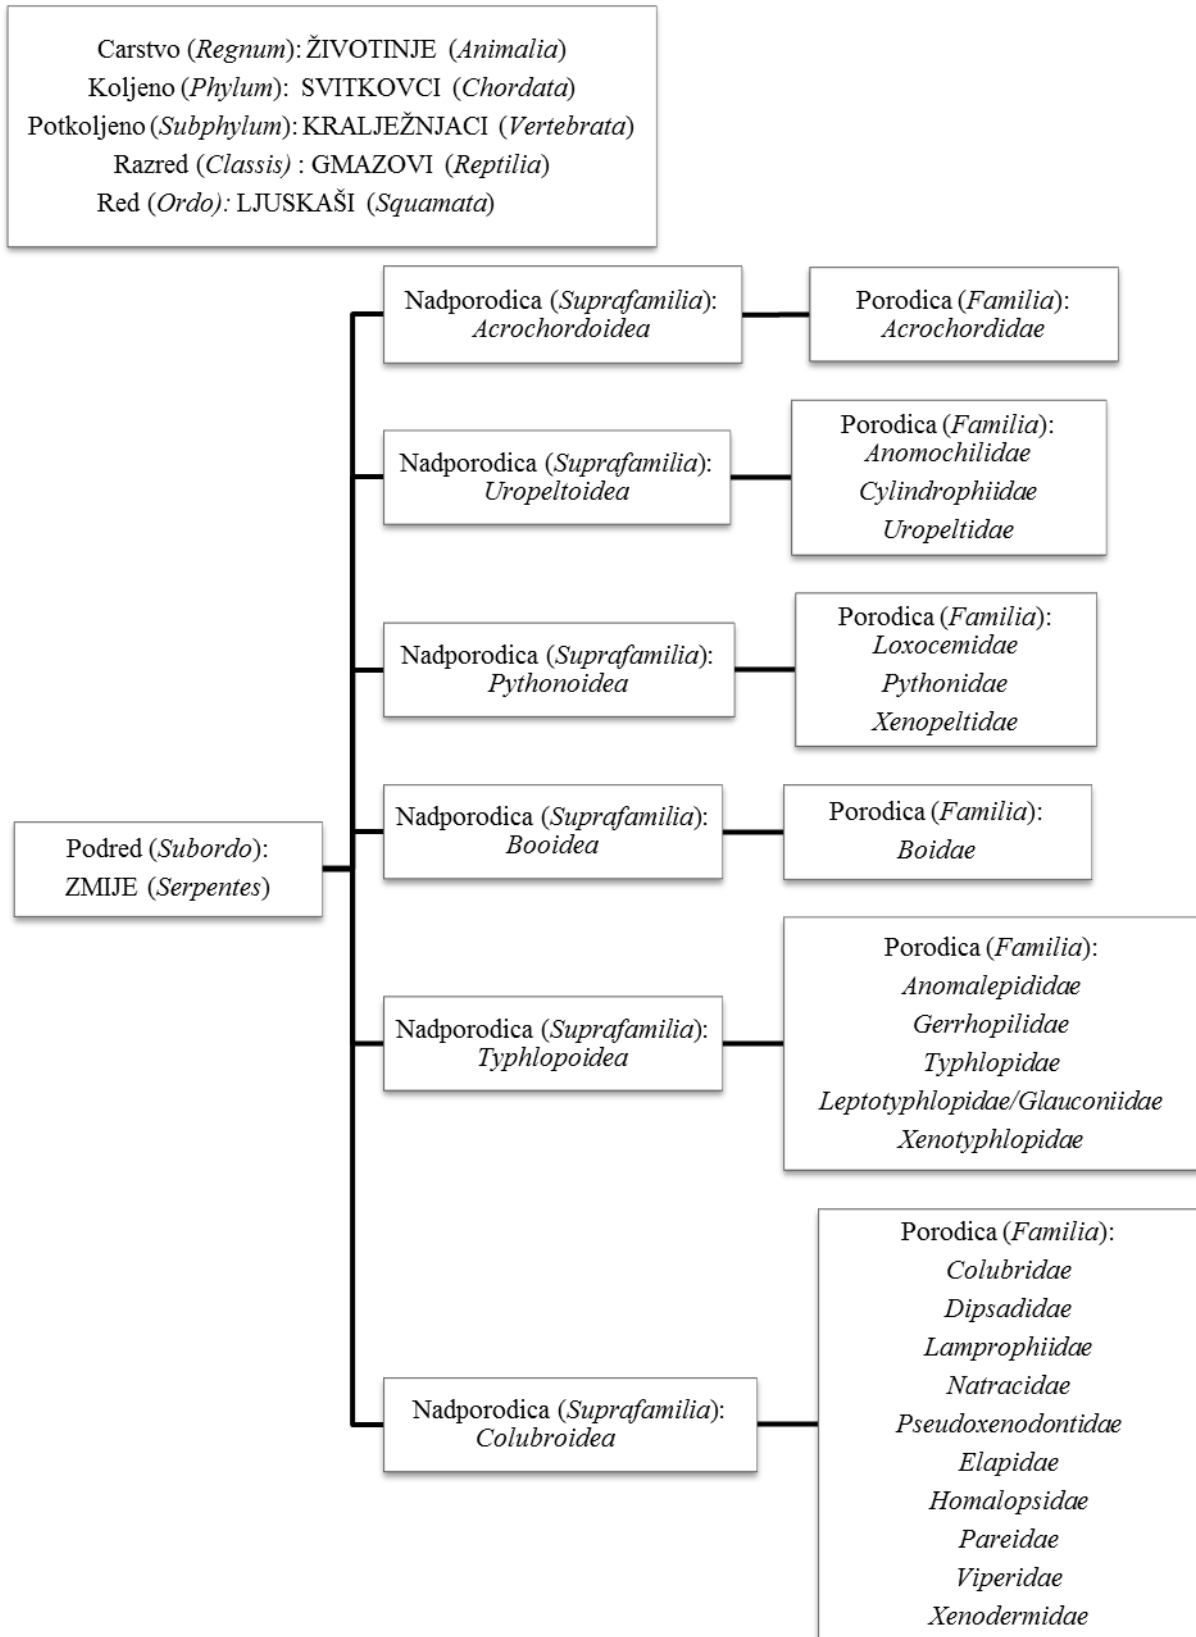 Carstvo (Regnum): ŽIVOTINJE (Animalia)
Koljeno (Phylum): SVITKOVCI (Chordata)
Potkoljeno (Subphylum): KRALJEŽNJACI (Vertebrata)
Razred (Classis) : GMAZOVI (Reptilia)
Red (Ordo): LJUSKAŠI (Squamata)
Podred (Subordo):
ZMIJE (Serpentes)
Nadporodica (Suprafamilia):
Acrochordoidea
Porodica (Familia):
Acrochordidae
Nadporodica (Suprafamilia):
Uropeltoidea
Porodica (Familia):
Anomochilidae
Cylindrophiidae
Uropeltidae
Nadporodica (Suprafamilia):
Pythonoidea
Porodica (Familia):
Loxocemidae
Pythonidae
Xenopeltidae
Nadporodica (Suprafamilia):
Booidea
Porodica (Familia):
Boidae
Nadporodica (Suprafamilia):
Typhlopoidea
Porodica (Familia):
Anomalepididae
Gerrhopilidae
Typhlopidae
Leptotyphlopidae/Glauconiidae
Xenotyphlopidae
Nadporodica (Suprafamilia):
Colubroidea
Porodica (Familia):
Colubridae
Dipsadidae
Lamprophiidae
Natracidae
Pseudoxenodontidae
Elapidae
Homalopsidae
Pareidae
Viperidae
Xenodermidae